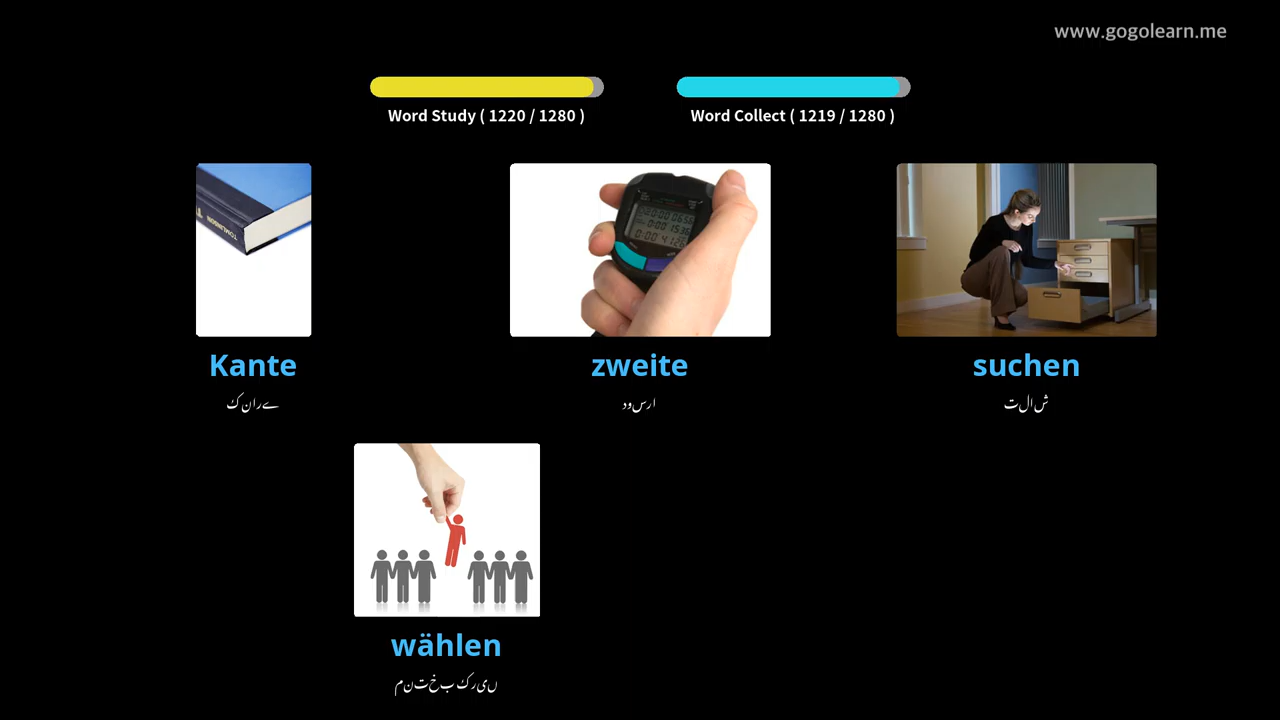 www.gogolearn.me
Word Study ( 1220 / 1280 )
Word Collect ( 1219 / 1280 )
TOMLINSON
Kante
zweite
suchen
کنارے
دوسرا
تلاش
wählen
منتخب کریں